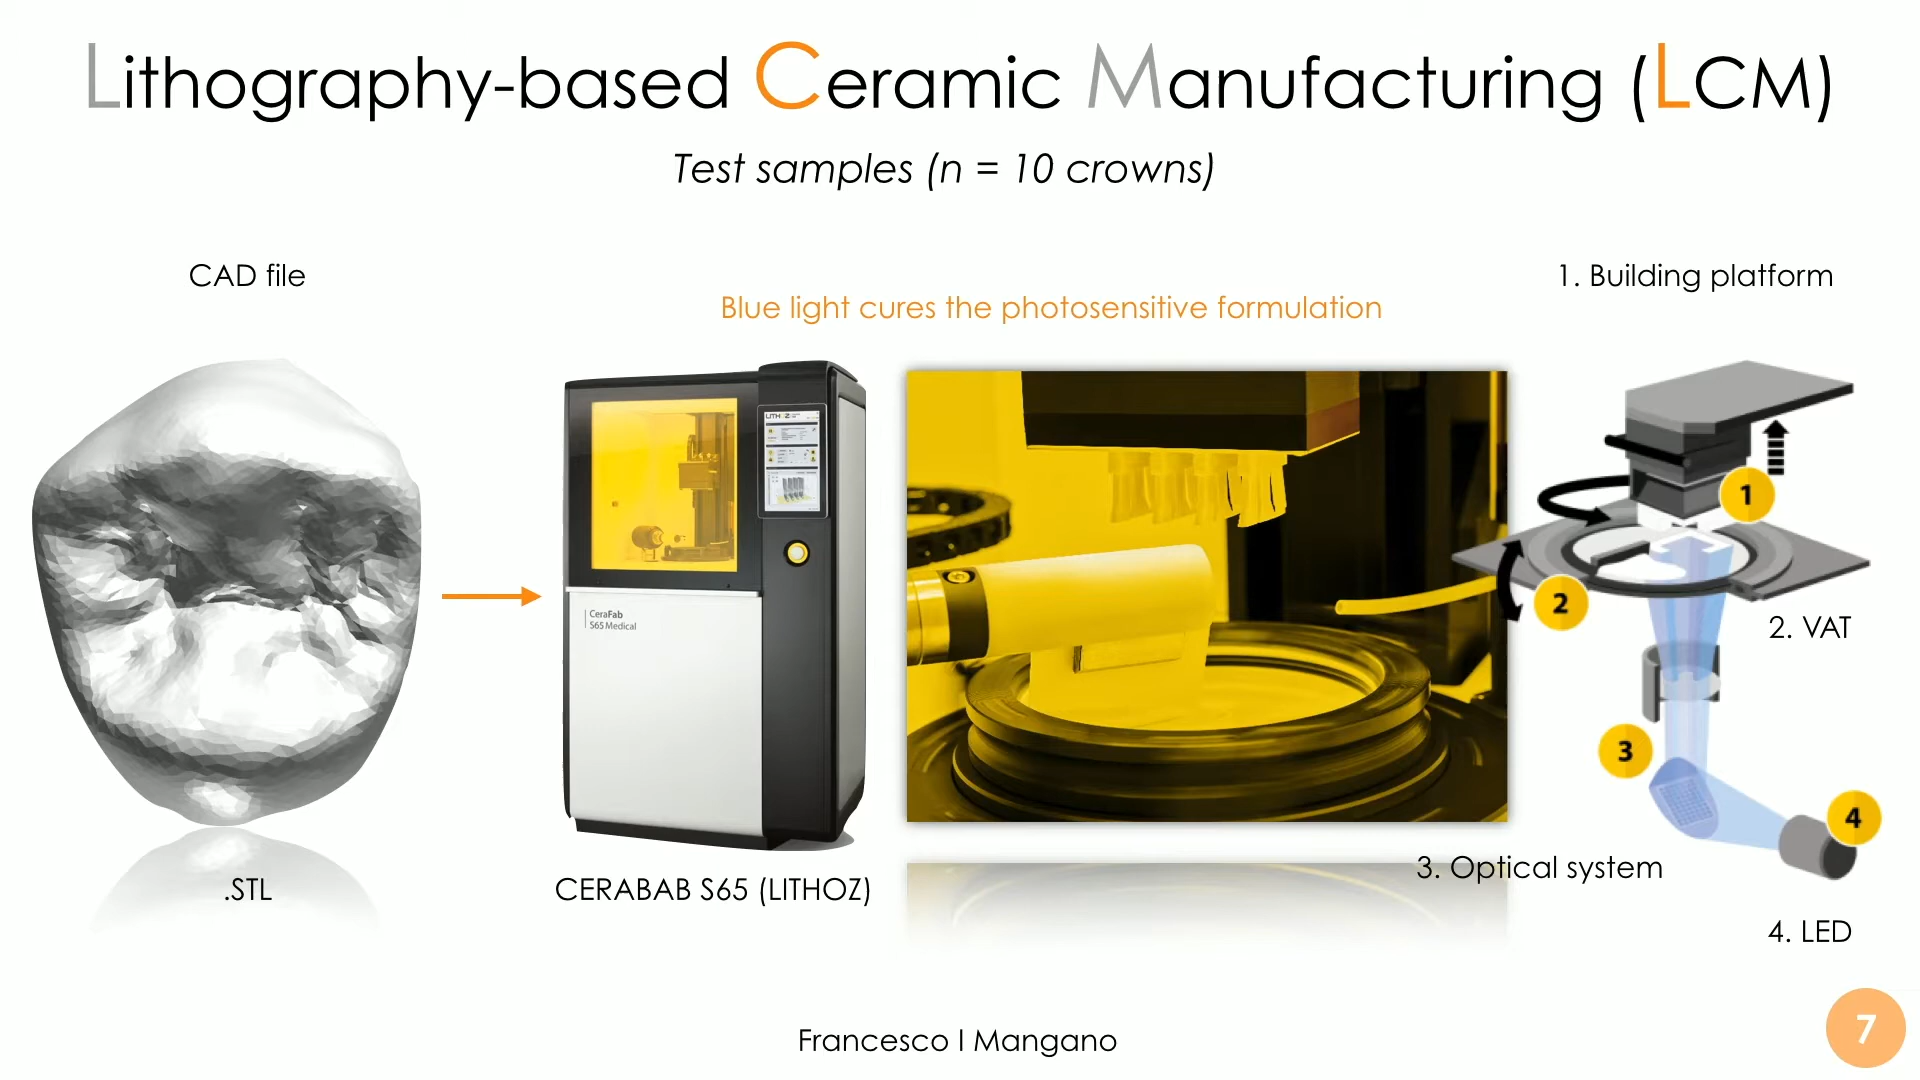 Lithography-based Ceramic Manufacturing (LCM)
Test samples (n = 10 crowns)
CAD file
1. Building platform
Blue light cures the photosensitive formulation
LITHOZ
CeraFab
S65 Medical
1
2
2. VAT
3
4
3. Optical system
.STL
CERABAB S65 (LITHOZ)
4. LED
Francesco I Mangano
7